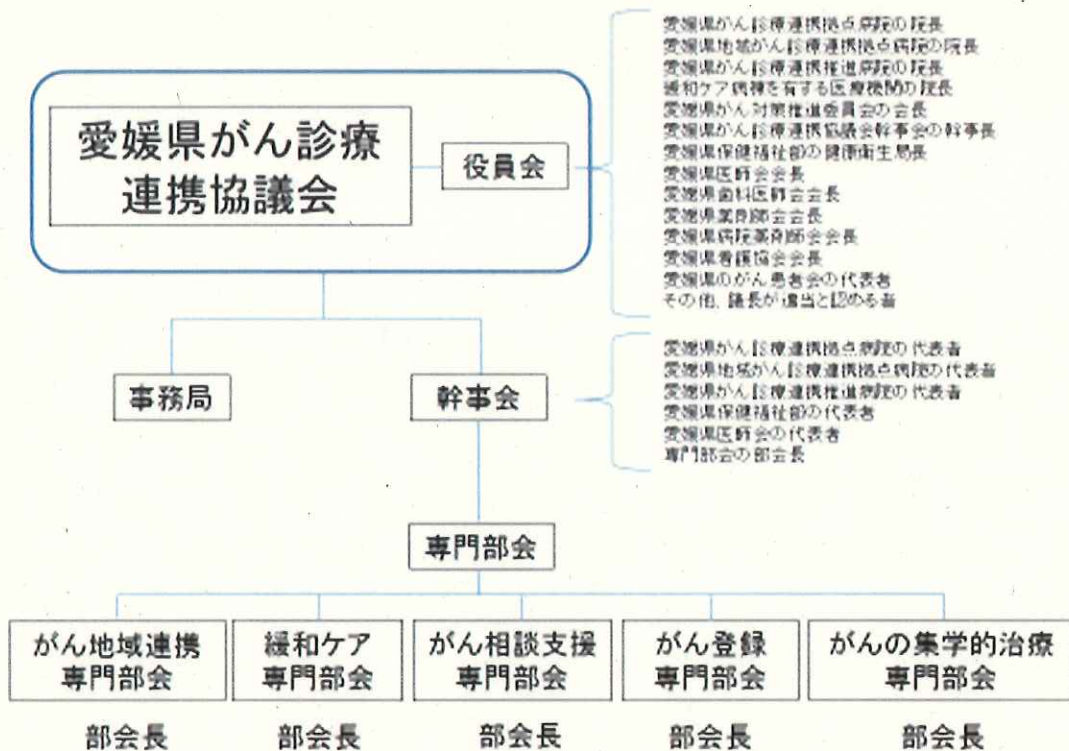 愛媛県がん診療
連携協議会
役員会
愛媛県がん診療連携拠点病院の院長
愛媛県地域がん診療連携拠点病院の院長
愛媛県がん診療連携推進病院の院長
緩和ケア病棟を有する医療機関の院長
愛媛県がん対策推進委員会の会長
愛媛県がん診療連携協議会幹事会の幹事長
愛媛県保健福祉部の健康衛生局長
愛媛県医師会会長
愛媛県歯科医師会会長
愛媛県薬剤師会会長
愛媛県病院薬剤師会会長
愛媛県看護協会会長
愛媛県のがん患者会の代表者
その他、議長が適当と認める者
事務局
幹事会
愛媛県がん診療連携拠点病院の代表者
愛媛県地域がん診療連携拠点病院の代表者
愛媛県がん診療連携推進病院の代表者
愛媛県保健福祉部の代表者
愛媛県医師会の代表者
専門部会の部会長
専門部会
がん地域連携
専門部会
緩和ケア
専門部会
がん相談支援
専門部会
がん登録
専門部会
がんの集学的治療
専門部会
部会長
部会長
部会長
部会長
部会長